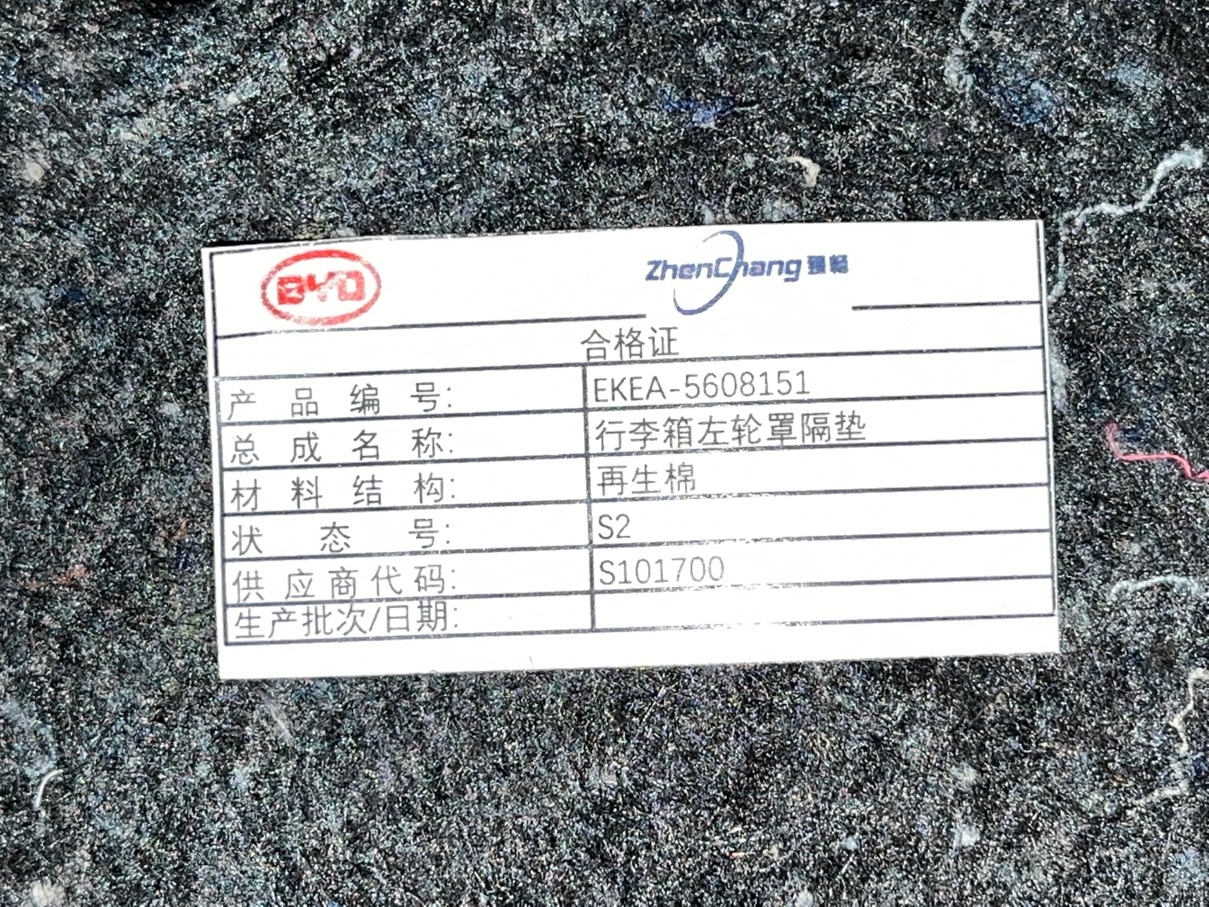 BYD
ZhenChang
合格证
产品编号: EKEA-5608151
总成名称: 行李箱左轮罩隔垫
材料结构: 再生棉
状态号: S2
供应商代码: S101700
生产批次/日期: